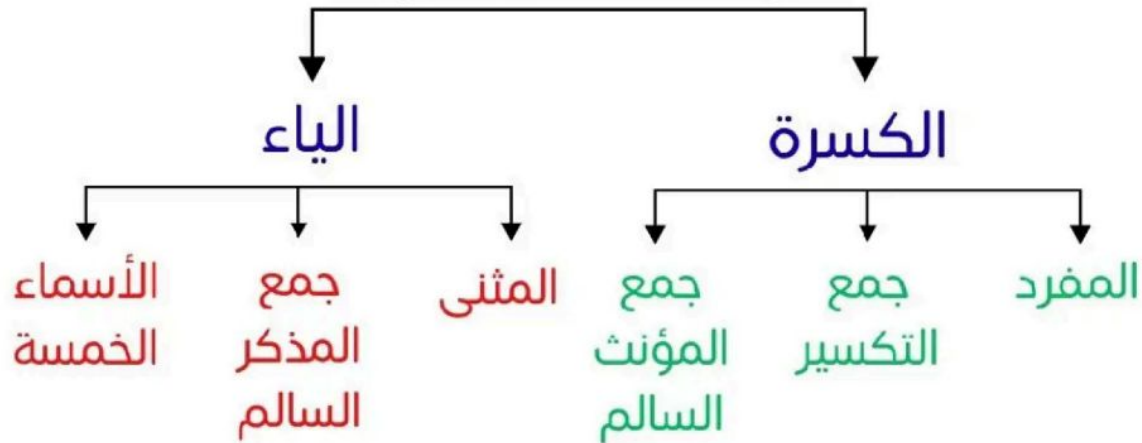 الكسرة
الياء
المفرد
جمع
التكسير
جمع
المؤنث
السالم
المثنى
جمع
المذكر
السالم
الأسماء
الخمسة